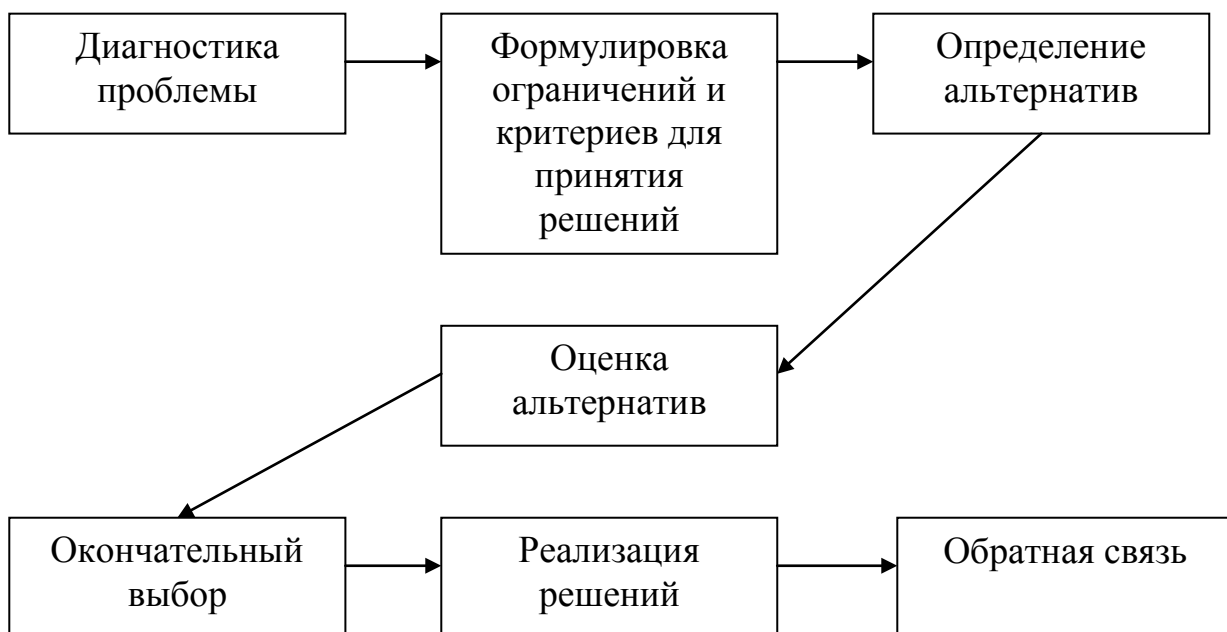 Диагностика
проблемы
Формулировка
ограничений и
критериев для
принятия
решений
Определение
альтернатив
Оценка
альтернатив
Окончательный
выбор
Реализация
решений
Обратная связь